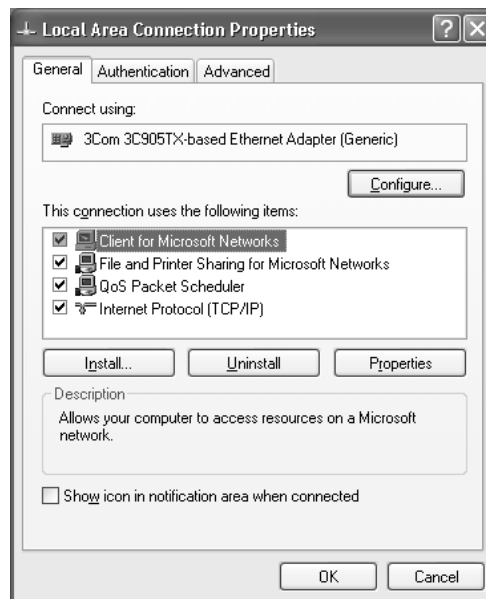 Local Area Connection Properties
General Authentication Advanced
Connect using:
3Com 3C905TX-based Ethernet Adapter (Generic)
Configure...
This connection uses the following items:
Client for Microsoft Networks
File and Printer Sharing for Microsoft Networks
QoS Packet Scheduler
Internet Protocol (TCP/IP)
Install... Uninstall Properties
Description
Allows your computer to access resources on a Microsoft
network.
Show icon in notification area when connected
OK Cancel